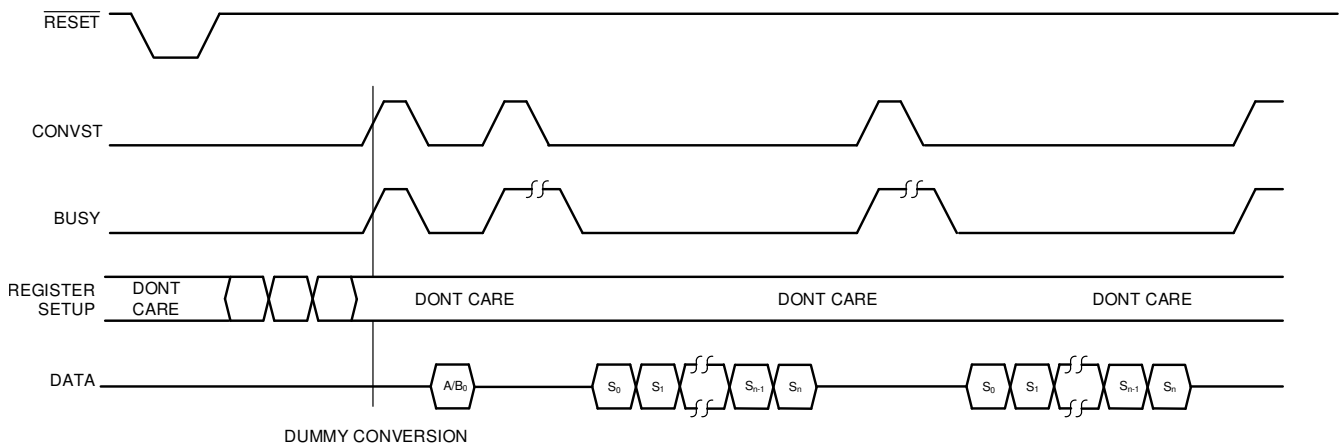 RESET
CONVST
BUSY
REGISTER
SETUP
DONT
CARE
DONT CARE
DONT CARE
DONT CARE
DATA
A/B₀
S₀
S₁
Sₙ₋₁
Sₙ
S₀
S₁
Sₙ₋₁
Sₙ
DUMMY CONVERSION